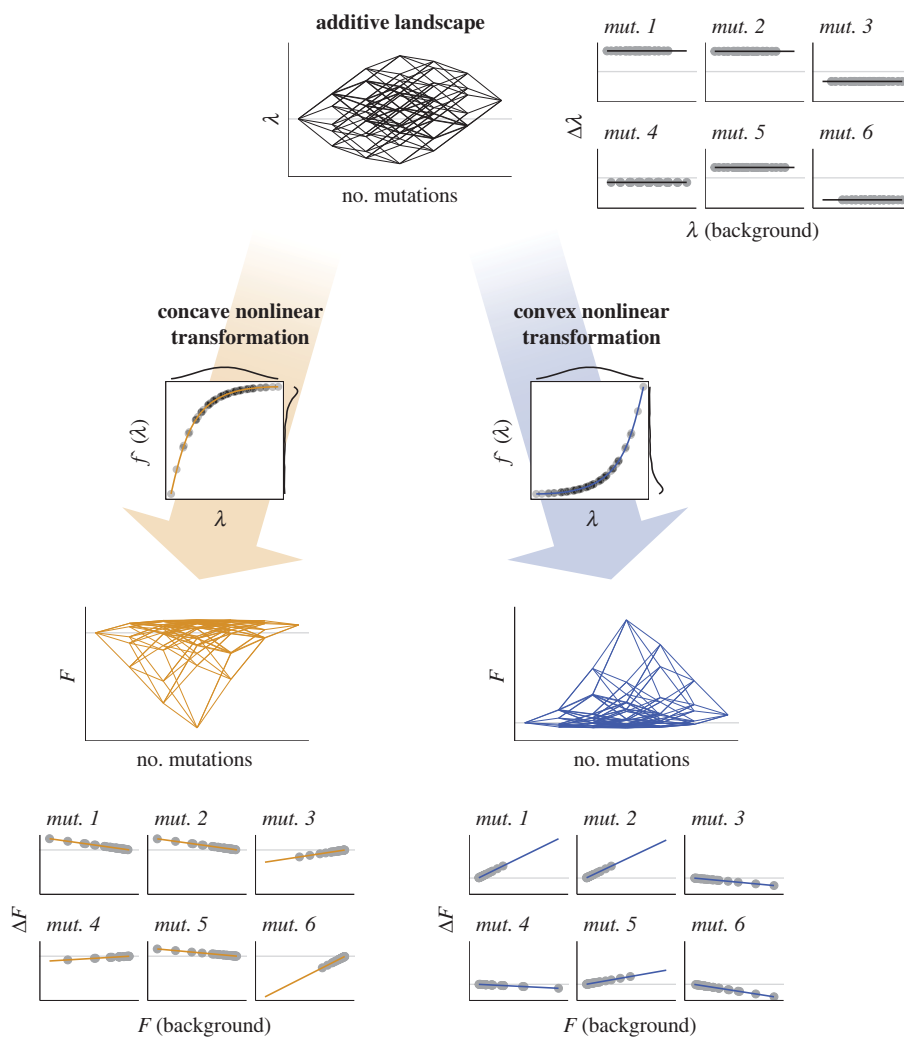 additive landscape
λ
no. mutations
mut. 1
mut. 2
mut. 3
Δλ
mut. 4
mut. 5
mut. 6
λ (background)
concave nonlinear
transformation
f (λ)
λ
convex nonlinear
transformation
f (λ)
λ
F
no. mutations
F
no. mutations
mut. 1
mut. 2
mut. 3
ΔF
mut. 4
mut. 5
mut. 6
F (background)
mut. 1
mut. 2
mut. 3
ΔF
mut. 4
mut. 5
mut. 6
F (background)